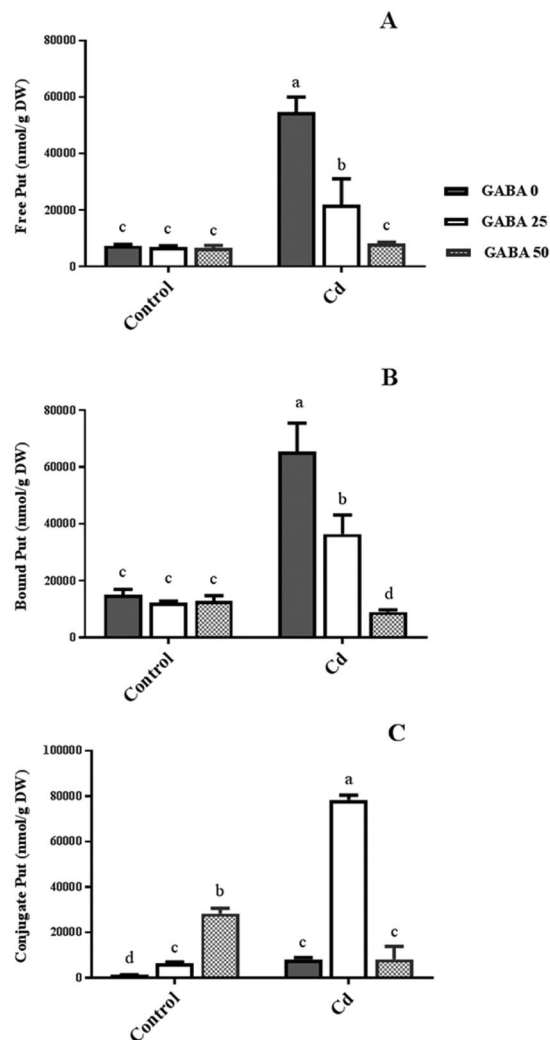 A
Free Put (nmol/g DW)
80000
60000
40000
20000
0
c c c
a
b
c
Control Cd
GABA 0
GABA 25
GABA 50
B
Bound Put (nmol/g DW)
80000
60000
40000
20000
0
c c c
a
b
d
Control Cd
C
Conjugate Put (nmol/g DW)
100000
80000
60000
40000
20000
0
d
c
b
c
a
c
Control Cd